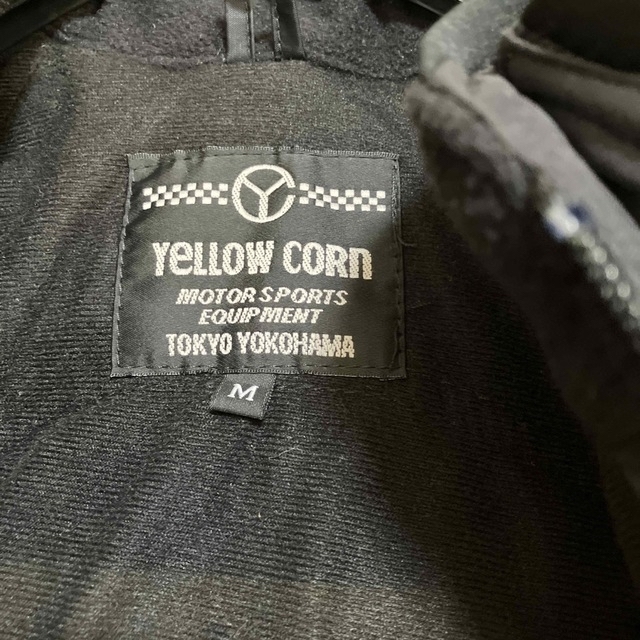 YeLLOW CORn
MOTOR SPORTS
EQUIPMENT
TOKYO YOKOHAMA
M